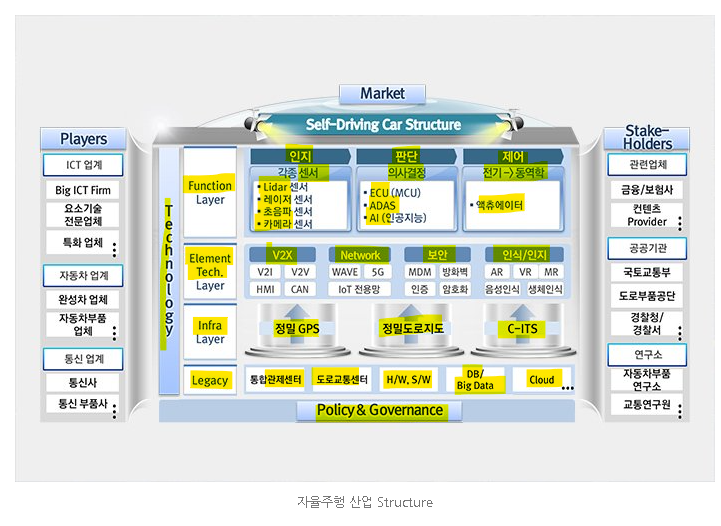 Market
Self-Driving Car Structure
Players
ICT 업계
Big ICT Firm
요소기술
전문업체
특화 업체
자동차 업계
완성차 업체
자동차부품
업체
통신 업계
통신사
통신 부품사
Technology
Function
Layer
인지
각종 센서
• Lidar 센서
• 레이저 센서
• 초음파 센서
• 카메라 센서
판단
의사결정
• ECU (MCU)
• ADAS
• AI (인공지능)
제어
전기 -> 동역학
• 액츄에이터
Element
Tech.
Layer
V2X
V2I V2V
HMI CAN
Network
WAVE 5G
IoT 전용망
보안
MDM 방화벽
인증 암호화
인식/인지
AR VR MR
음성인식 생체인식
Infra
Layer
정밀 GPS
정밀도로지도
C-ITS
Legacy
통합관제센터
도로교통센터
H/W, S/W
DB/
Big Data
Cloud
Policy & Governance
Stake-
Holders
관련업체
금융/보험사
컨텐츠
Provider
공공기관
국토교통부
도로부품공단
경찰청/
경찰서
연구소
자동차부품
연구소
교통연구원
자율주행 산업 Structure